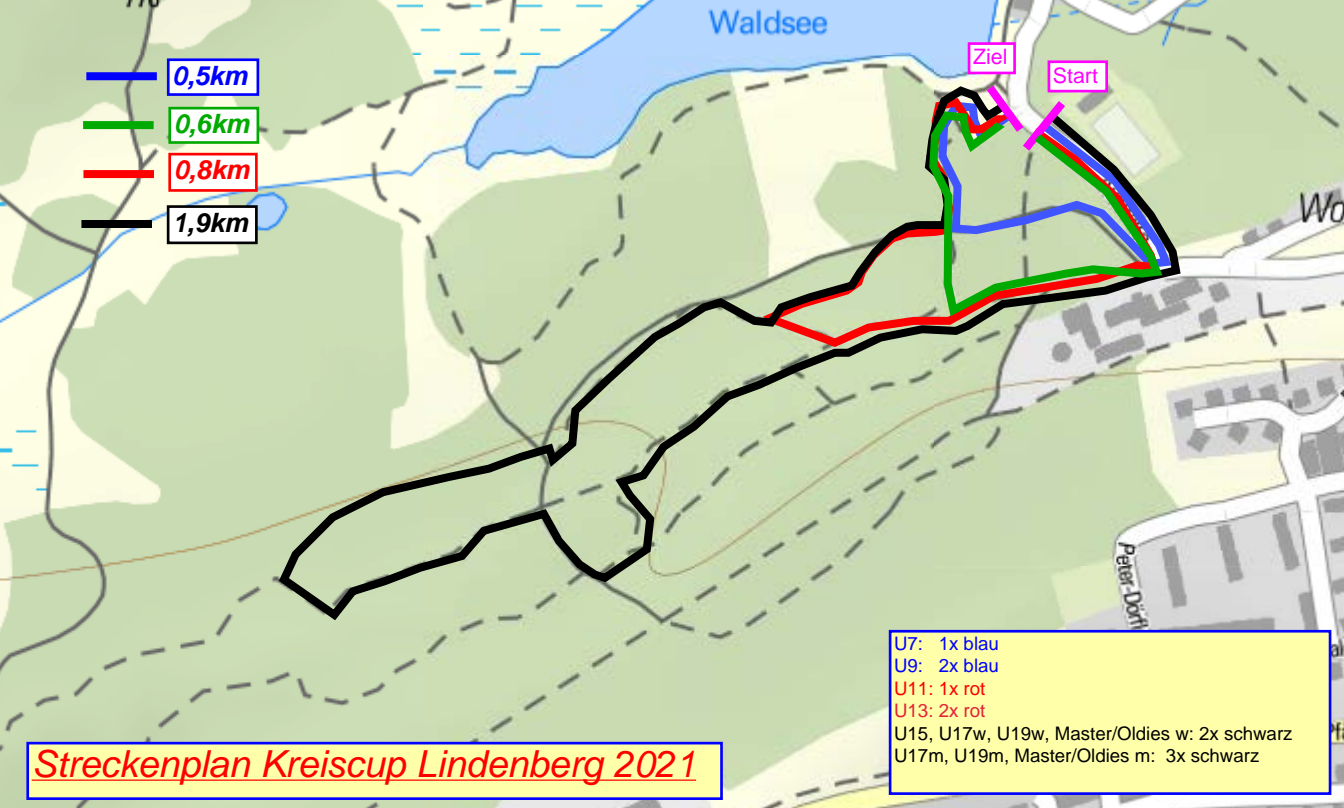 Waldsee
Ziel
Start
0,5km
0,6km
0,8km
1,9km
Wo
Peter-Dörfl
U7: 1x blau
U9: 2x blau
U11: 1x rot
U13: 2x rot
U15, U17w, U19w, Master/Oldies w: 2x schwarz
U17m, U19m, Master/Oldies m: 3x schwarz
Streckenplan Kreiscup Lindenberg 2021